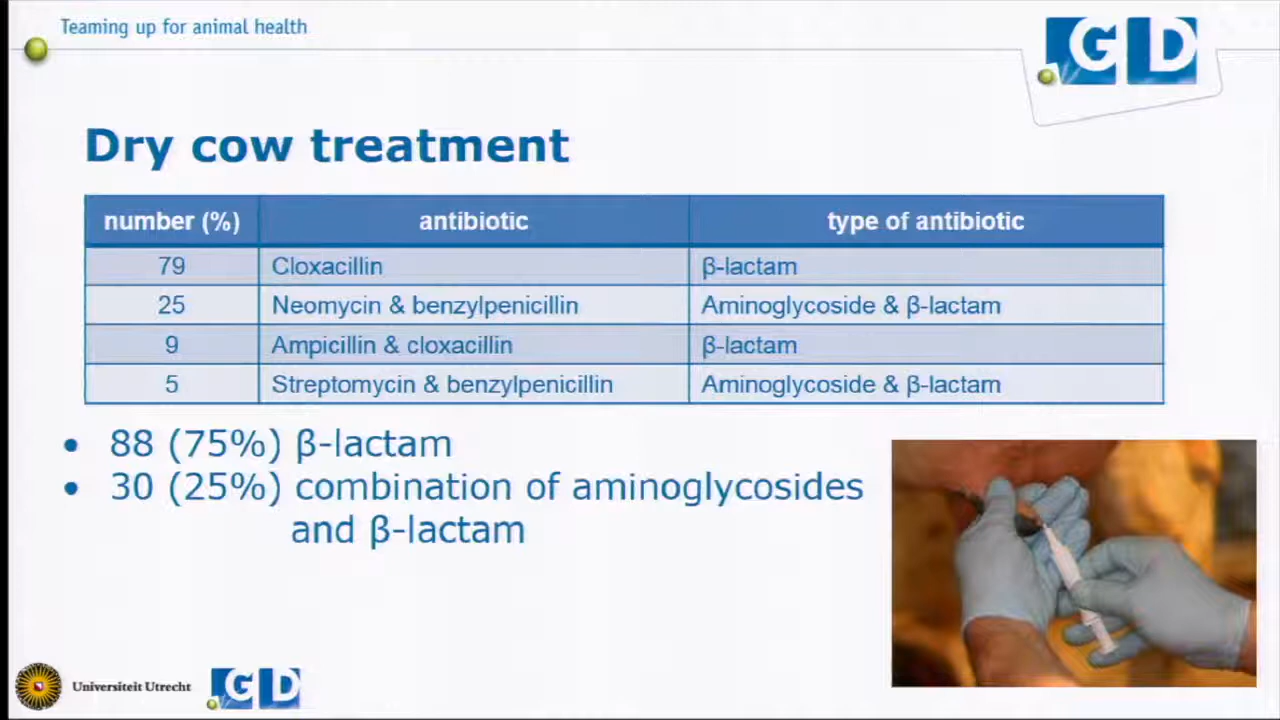 Teaming up for animal health
GD
Dry cow treatment
number (%) antibiotic type of antibiotic
79 Cloxacillin β-lactam
25 Neomycin & benzylpenicillin Aminoglycoside & β-lactam
9 Ampicillin & cloxacillin β-lactam
5 Streptomycin & benzylpenicillin Aminoglycoside & β-lactam
• 88 (75%) β-lactam
• 30 (25%) combination of aminoglycosides
and β-lactam
Universiteit Utrecht GD